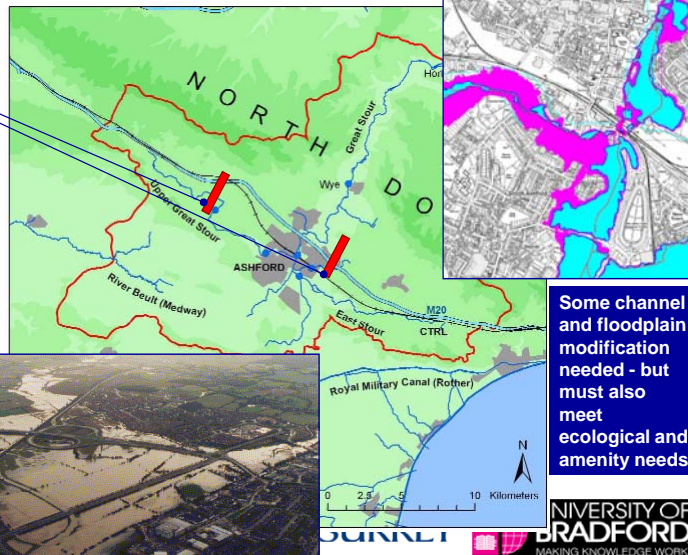 NORTH DO
Great Stour
Wye
Upper Great Stour
ASHFORD
River Beult (Medway)
M20
CTRL
East Stour
Royal Military Canal (Rother)
N
0 2.5 5 10
Kilometers
Some channel
and floodplain
modification
needed - but
must also
meet
ecological and
amenity needs
SURREY
NIVERSITY OF
BRADFORD
MAKING KNOWLEDGE WORK